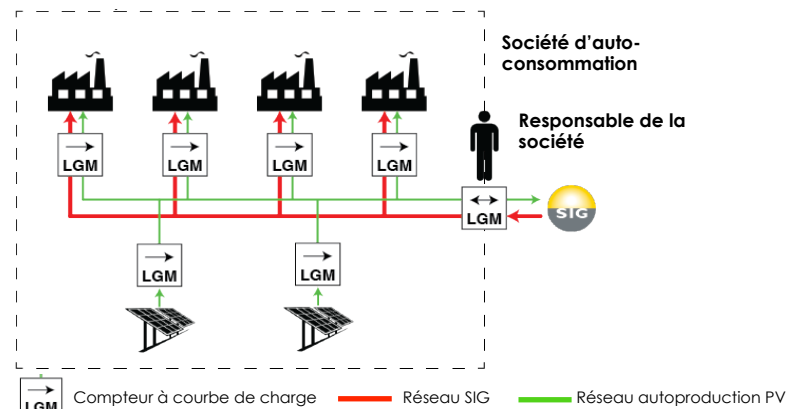 Société d'auto-
consommation
Responsable de la
société
LGM
LGM
LGM
LGM
LGM
SIG
LGM
LGM
LGM
Compteur à courbe de charge
Réseau SIG
Réseau autoproduction PV